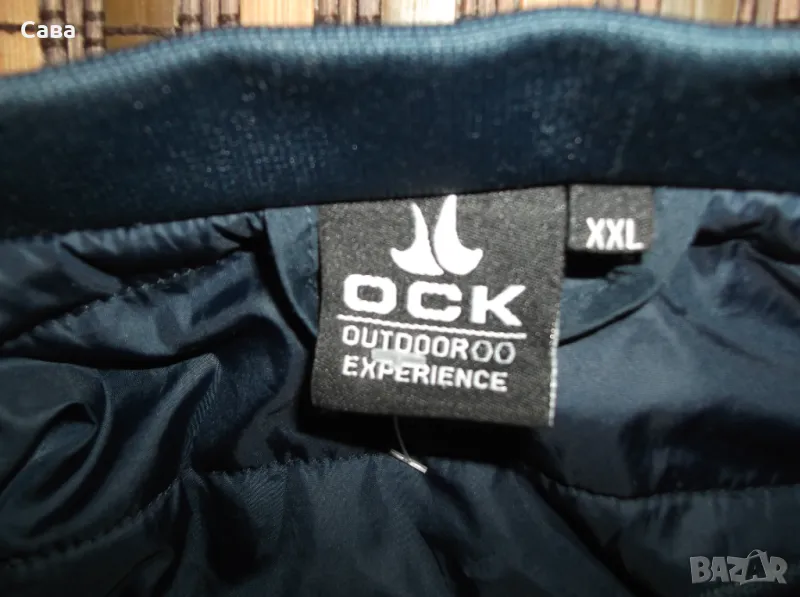 Сава
XXL
OCK
OUTDOOR
EXPERIENCE
BAZAR